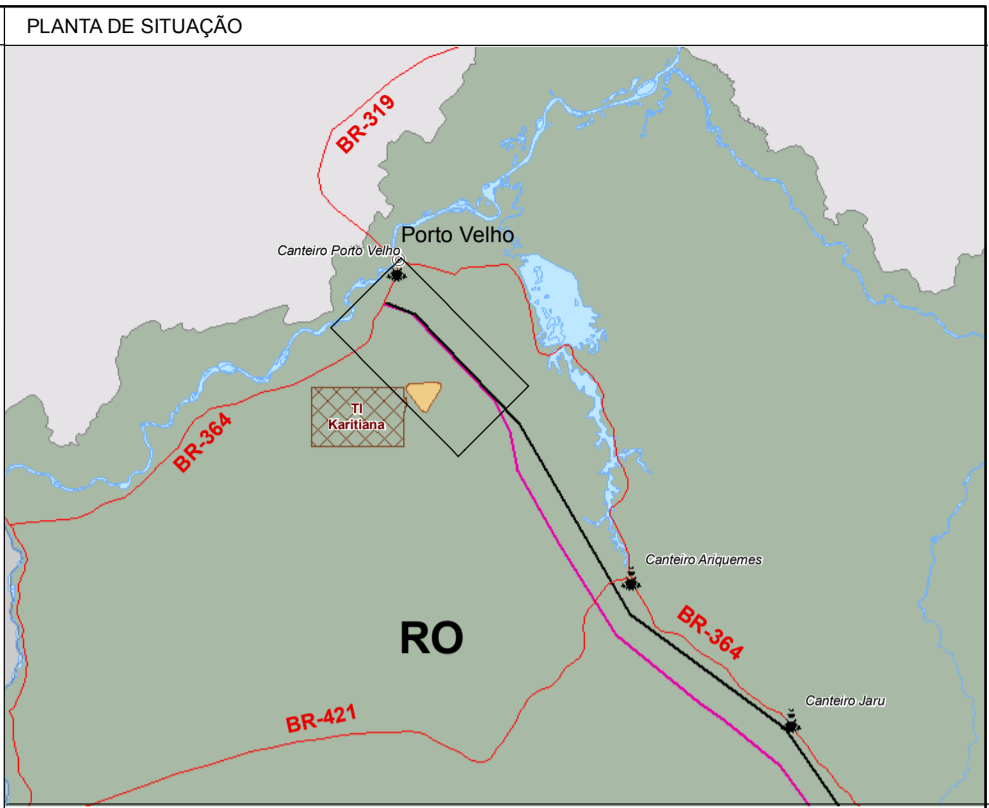 PLANTA DE SITUAÇÃO
BR-319
Porto Velho
Canteiro Porto Velho
TI
Karitiana
BR-364
Canteiro Ariquemes
RO
BR-364
Canteiro Jaru
BR-421